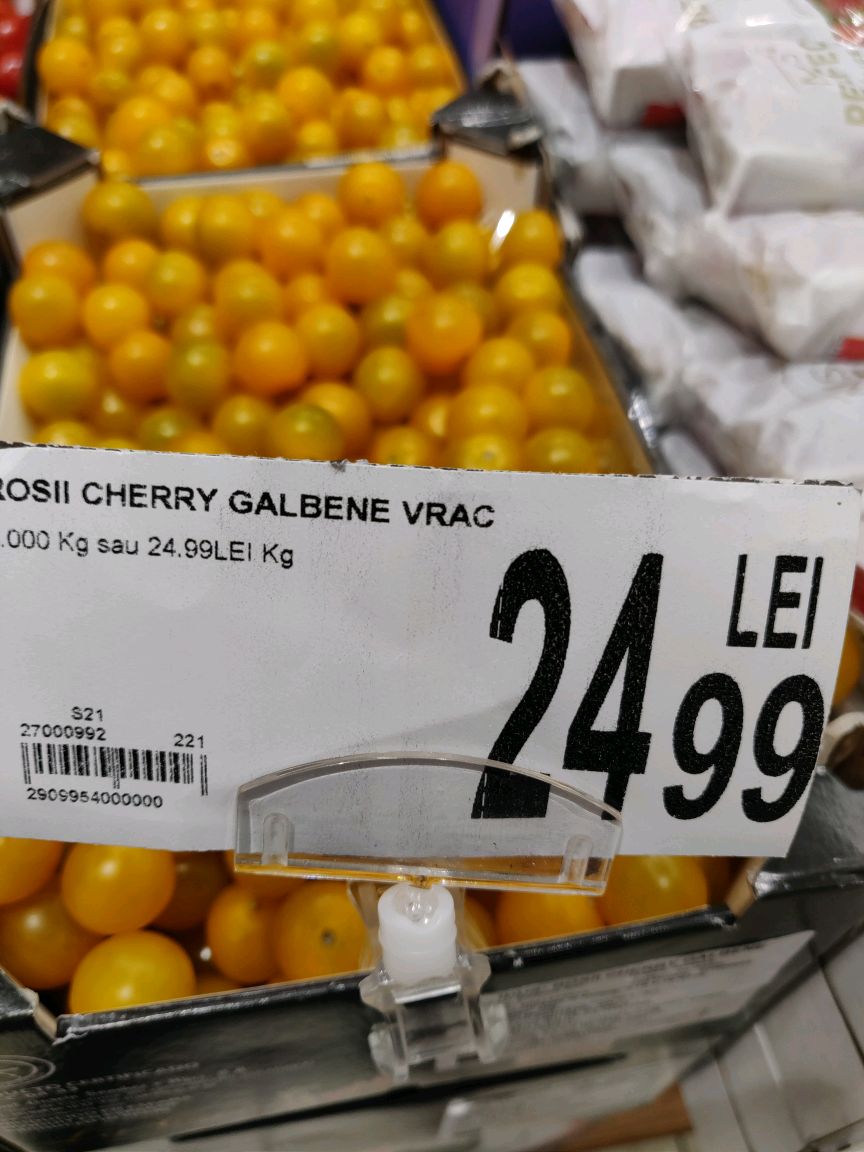 ROSII CHERRY GALBENE VRAC
.000 Kg sau 24.99LEI Kg
24 99 LEI
S21
27000992 221
2909954000000